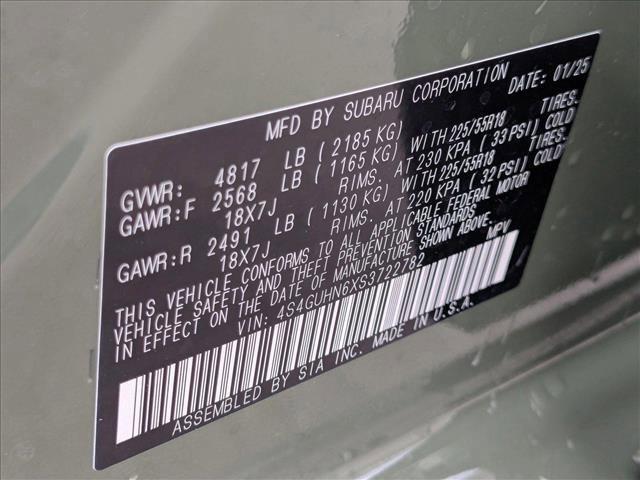 MFD BY SUBARU CORPORATION DATE: 01/25
GVWR: 4817 LB (2185 KG)
GAWR:F 2568 LB (1165 KG) WITH 225/55R18 TIRES.
18X7J RIMS. AT 230 KPA (33 PSI) COLD
GAWR:R 2491 LB (1130 KG) WITH 225/55R18 TIRES.
18X7J RIMS. AT 220 KPA (32 PSI) COLD.
THIS VEHICLE CONFORMS TO ALL APPLICABLE FEDERAL MOTOR
VEHICLE SAFETY AND THEFT PREVENTION STANDARDS
IN EFFECT ON THE DATE OF MANUFACTURE SHOWN ABOVE.
VIN: 4S4GUHN6XS3722782 MPV
ASSEMBLED BY SIA INC. MADE IN U.S.A.